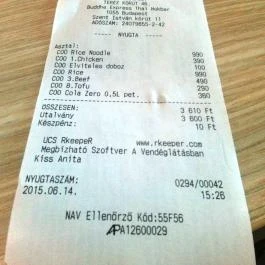 TERÉZ KÖRÚT 46.
Buddha Express Thai Wokbar
1055 Budapest
Szent István körút 11
ADÓSZÁM: 24079855-2-42
NYUGTA
Asztal:
C00 Rice Noodle 990
C00 1.Chicken 390
C00 Elviteles doboz 100
C00 Rice 990
C00 3.Beef 490
C00 8.Tofu 290
C00 Cola Zero 0,5L pet. 360
ÖSSZESEN: 3 610 Ft
Utalvány 3 600 Ft
Készpénz: 10 Ft
UCS RkeepeR www.rkeeper.com
Megbízható Szoftver A Vendéglátásban
Kiss Anita
NYUGTASZÁM: 0294/00042
2015.06.14. 15:26
NAV Ellenőrző Kód:55F56
APA12600029